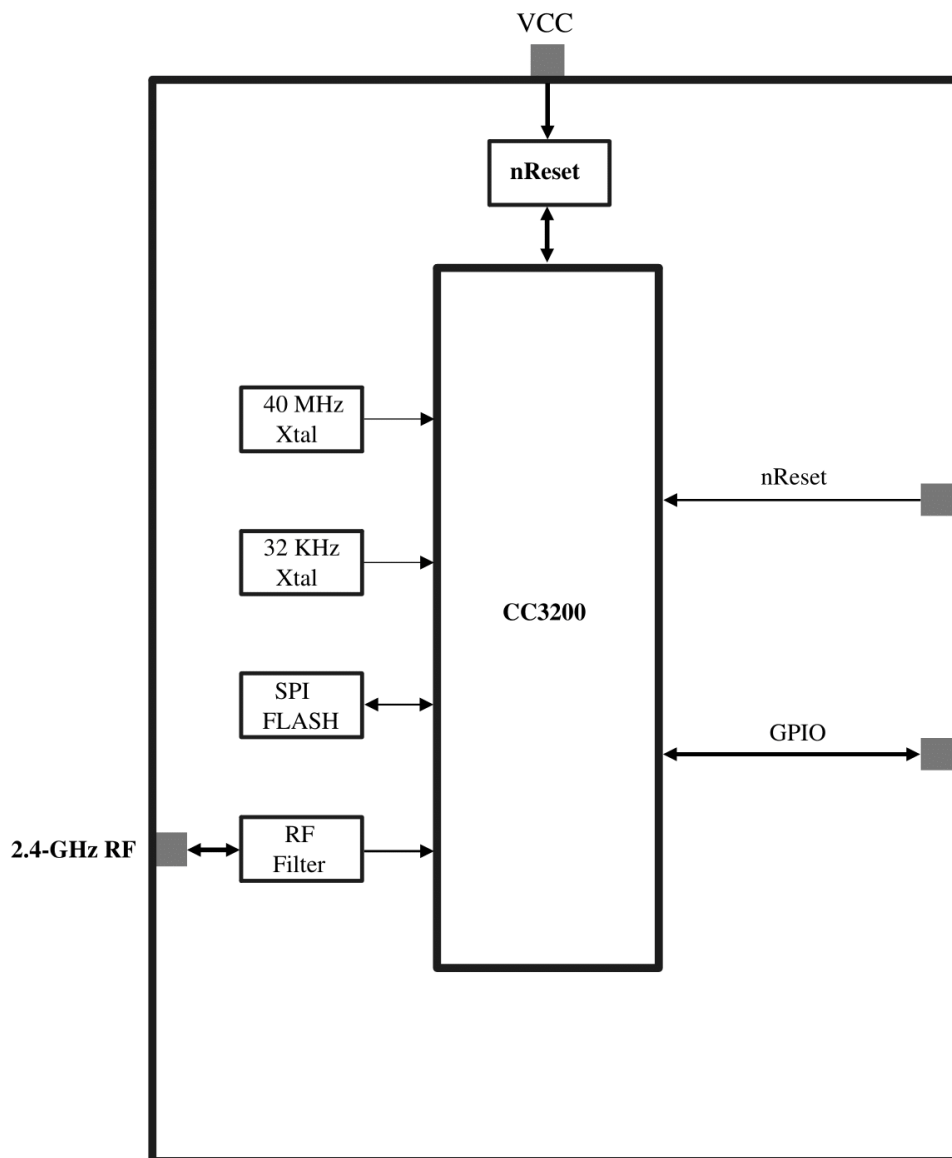 VCC
nReset
40 MHz
Xtal
nReset
32 KHz
Xtal
CC3200
SPI
FLASH
GPIO
RF
Filter
2.4-GHz RF